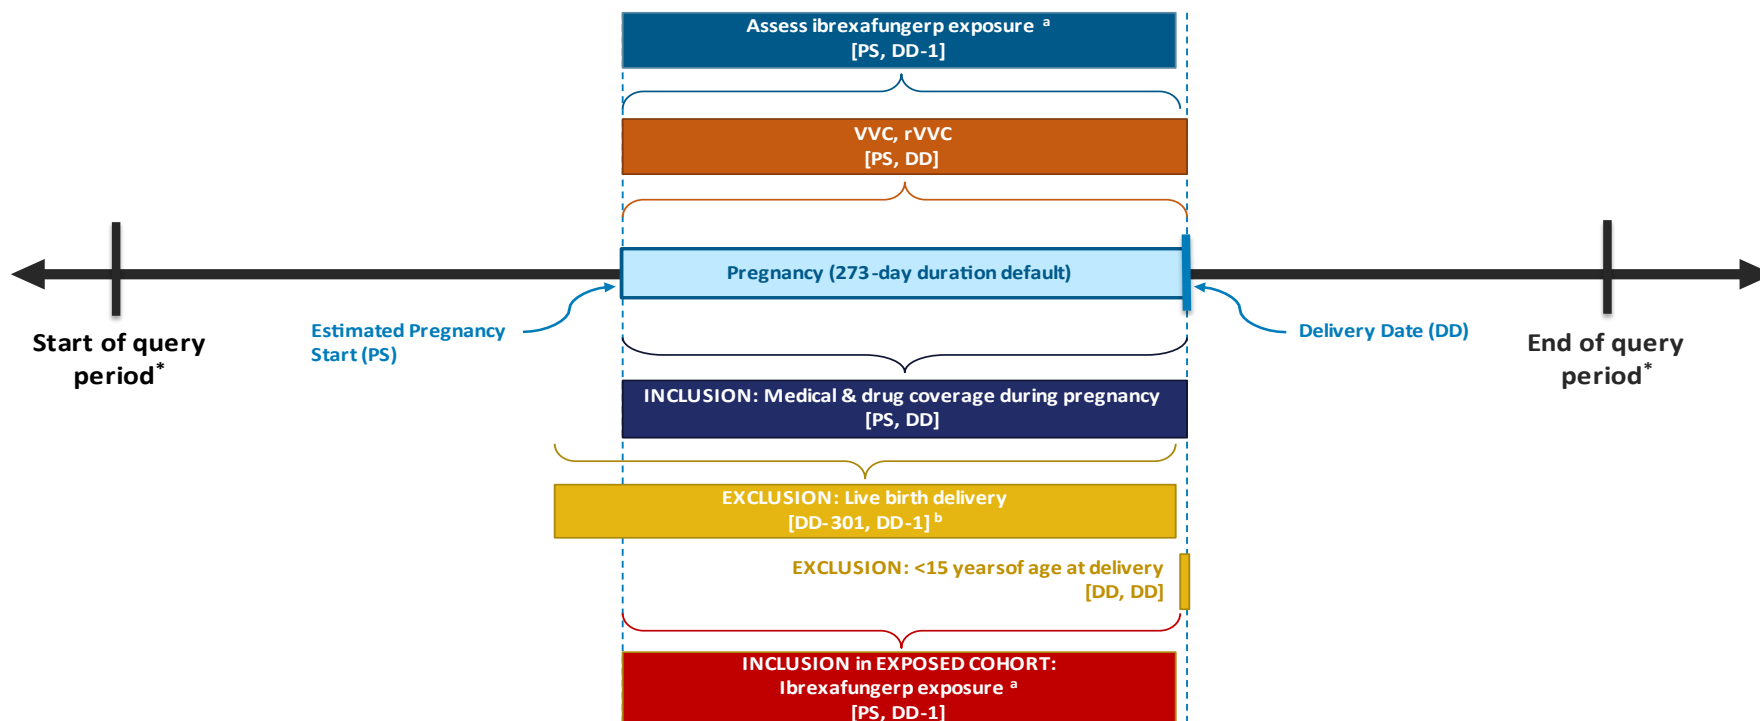 Assess ibrexafungerp exposure a
[PS, DD-1]
VVC, rVVC
[PS, DD]
Pregnancy (273-day duration default)
Start of query
period*
Estimated Pregnancy
Start (PS)
Delivery Date (DD)
End of query
period*
INCLUSION: Medical & drug coverage during pregnancy
[PS, DD]
EXCLUSION: Live birth delivery
[DD-301, DD-1] b
EXCLUSION: <15 yearsof age at delivery
[DD, DD]
INCLUSION in EXPOSED COHORT:
Ibrexafungerp exposure a
[PS, DD-1]